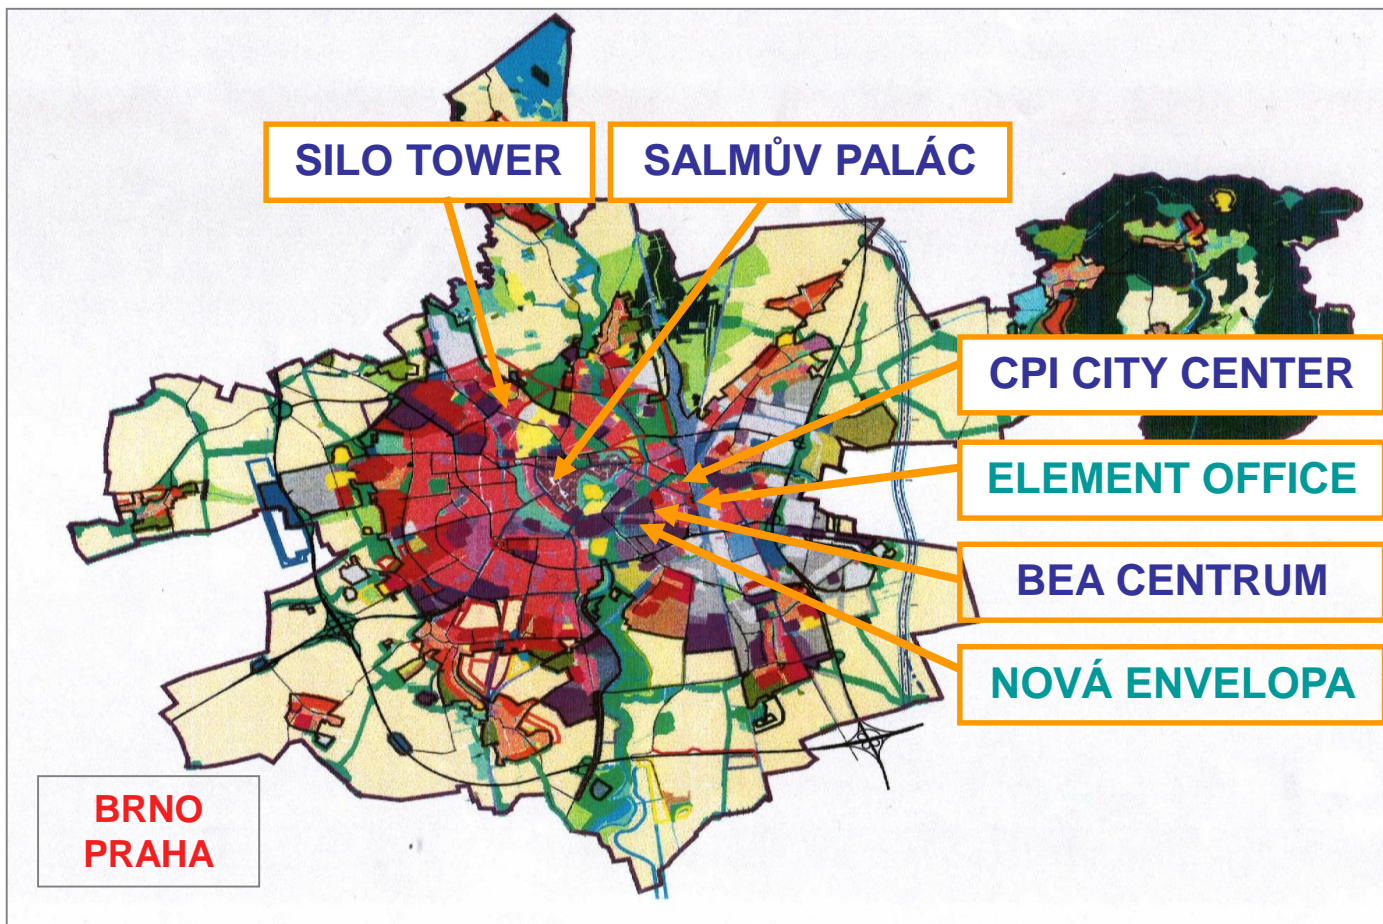 SILO TOWER
SALMŮV PALÁC
CPI CITY CENTER
ELEMENT OFFICE
BEA CENTRUM
NOVÁ ENVELOPA
BRNO
PRAHA